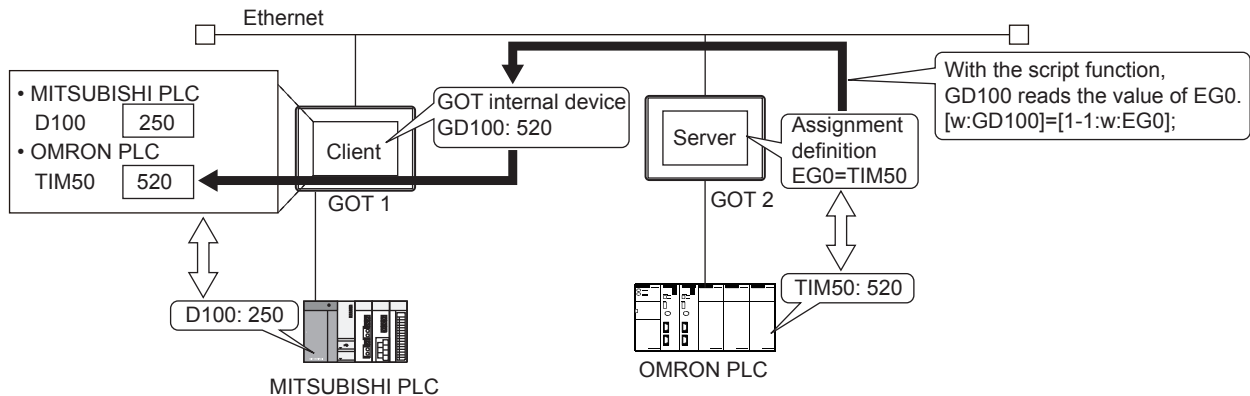 Ethernet
• MITSUBISHI PLC
D100 250
• OMRON PLC
TIM50 520
Client
GOT 1
GOT internal device
GD100: 520
Server
GOT 2
Assignment
definition
EG0=TIM50
With the script function,
GD100 reads the value of EG0.
[w:GD100]=[1-1:w:EG0];
D100: 250
MITSUBISHI PLC
TIM50: 520
OMRON PLC